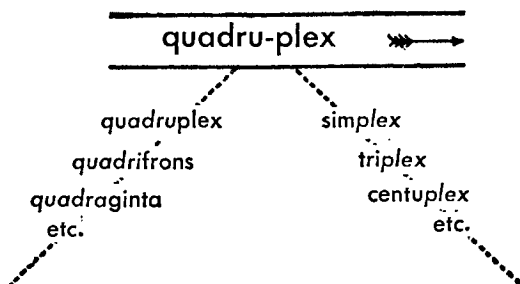 quadru-plex
quadruplex simplex
quadrifrons triplex
quadraginta centuplex
etc. etc.